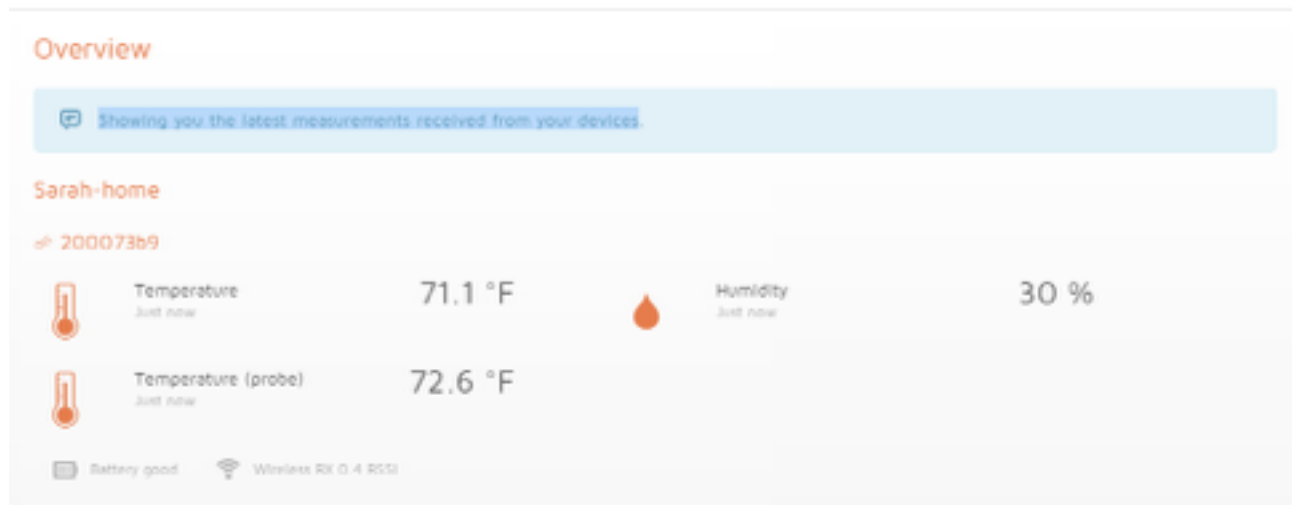 Overview
Showing you the latest measurements received from your devices.
Sarah-home
200073b9
Temperature 71.1 °F Humidity 30 %
Just now Just now
Temperature (probe) 72.6 °F
Just now
Battery good Wireless RX 0.4 RSSI